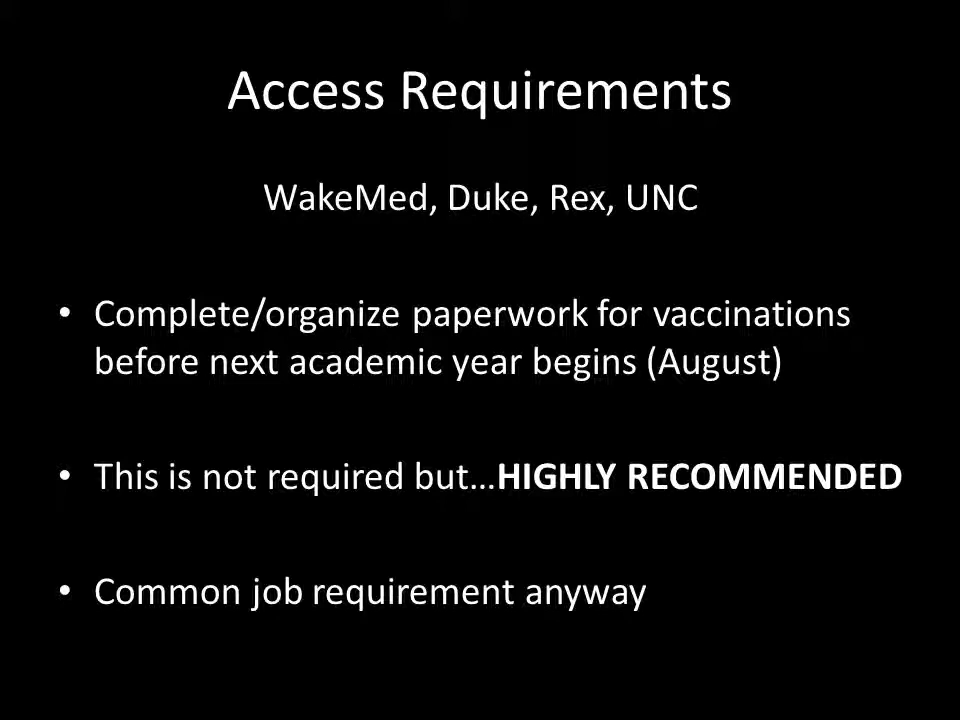 Access Requirements
WakeMed, Duke, Rex, UNC
• Complete/organize paperwork for vaccinations
before next academic year begins (August)
• This is not required but…HIGHLY RECOMMENDED
• Common job requirement anyway